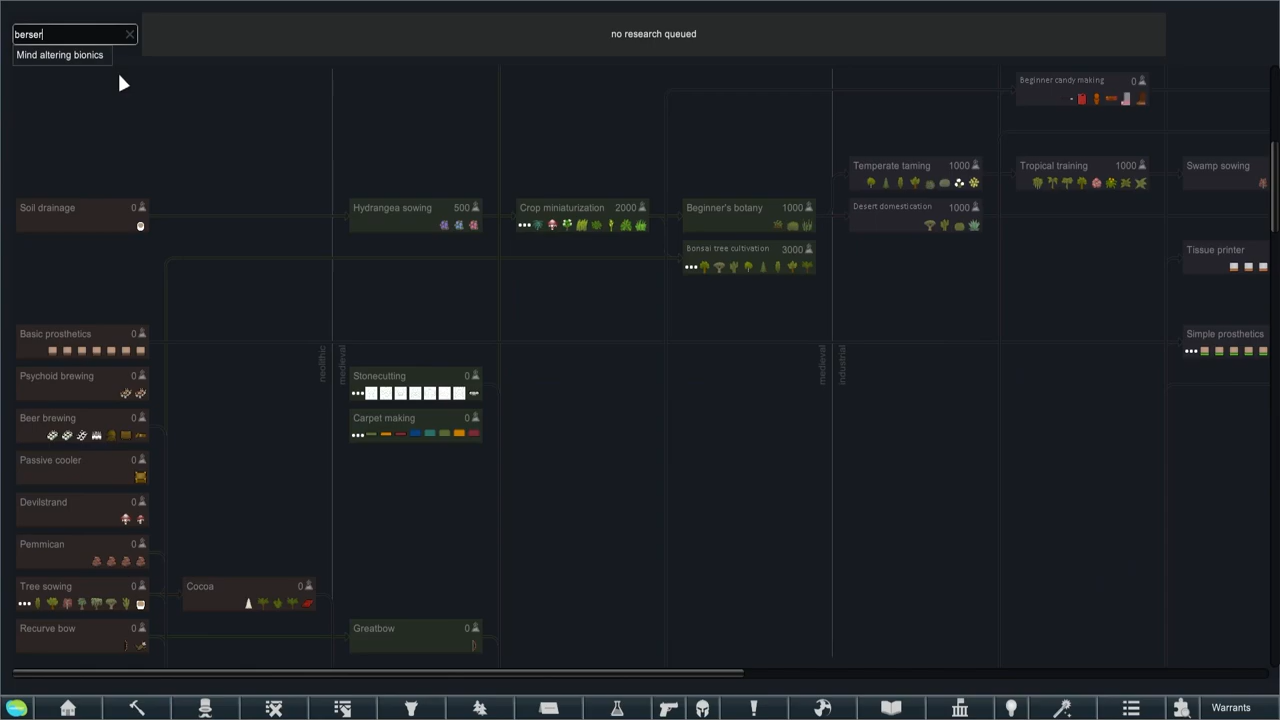 berser
no research queued
Mind altering bionics
Beginner candy making 0
Temperate taming 1000
Tropical training 1000
Swamp sowing
Soil drainage 0
Hydrangea sowing 500
Crop miniaturization 2000
Beginner's botany 1000
Desert domestication 1000
Bonsai tree cultivation 3000
Tissue printer
Basic prosthetics 0
Simple prosthetics
neolithic
medieval
medieval
industrial
Psychoid brewing 0
Stonecutting 0
Beer brewing 0
Carpet making 0
Passive cooler 0
Devilstrand 0
Pemmican 0
Tree sowing 0
Cocoa 0
Recurve bow 0
Greatbow 0
Warrants